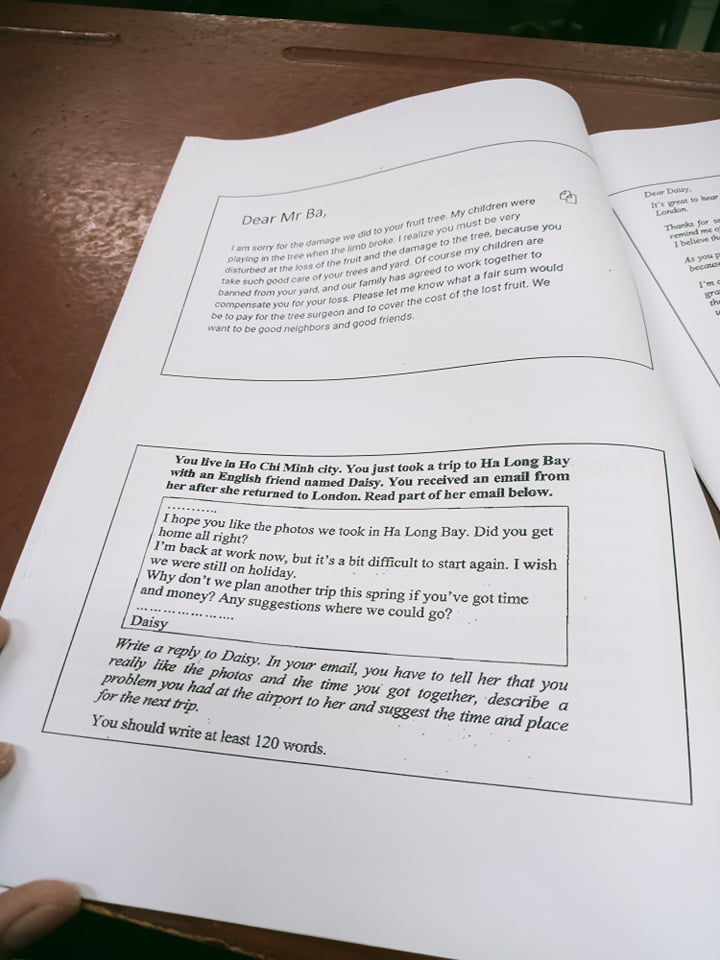 Dear Mr Ba,
I am sorry for the damage we did to your fruit tree. My children were
playing in the tree when the limb broke. I realize you must be very
disturbed at the loss of the fruit and the damage to the tree, because you
take such good care of your trees and yard. Of course my children are
banned from your yard, and our family has agreed to work together to
compensate you for your loss. Please let me know what a fair sum would
be to pay for the tree surgeon and to cover the cost of the lost fruit. We
want to be good neighbors and good friends.
You live in Ho Chi Minh city. You just took a trip to Ha Long Bay
with an English friend named Daisy. You received an email from
her after she returned to London. Read part of her email below.
...........
I hope you like the photos we took in Ha Long Bay. Did you get
home all right?
I'm back at work now, but it's a bit difficult to start again. I wish
we were still on holiday.
Why don't we plan another trip this spring if you've got time
and money? Any suggestions where we could go?
.....................
Daisy
Write a reply to Daisy. In your email, you have to tell her that you
really like the photos and the time you got together, describe a
problem you had at the airport to her and suggest the time and place
for the next trip.
You should write at least 120 words.
Dear Daisy,
It's great to hear
London.
Thanks for
remind me
I believe
As you
I'm